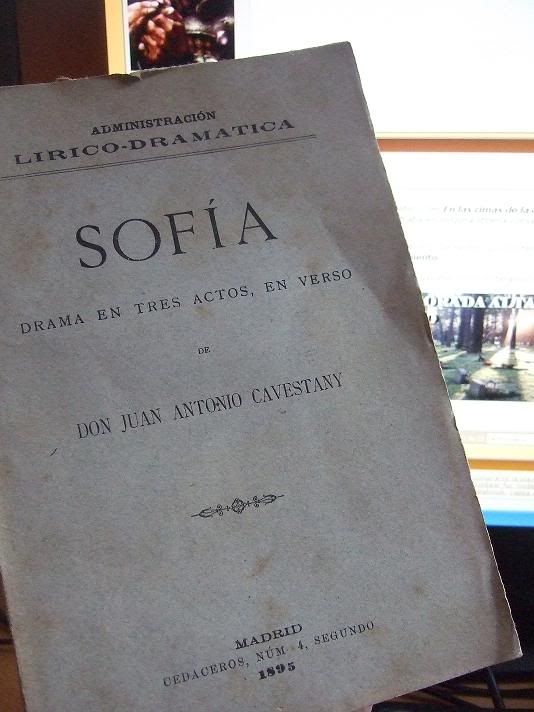 ADMINISTRACIÓN
LIRICO-DRAMATICA
SOFÍA
DRAMA EN TRES ACTOS, EN VERSO
DE
DON JUAN ANTONIO CAVESTANY
MADRID
CEDACEROS, NÚM. 4, SEGUNDO
1895
En las cimas de la